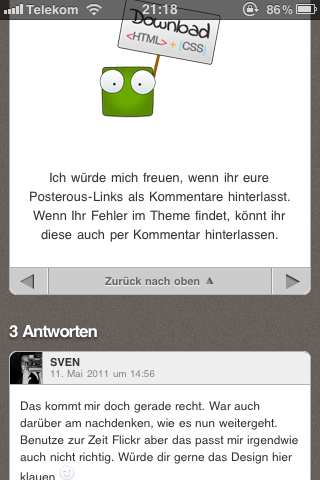 Telekom 21:18 86%
Download
<HTML> + {CSS}
Ich würde mich freuen, wenn ihr eure
Posterous-Links als Kommentare hinterlasst.
Wenn Ihr Fehler im Theme findet, könnt ihr
diese auch per Kommentar hinterlassen.
Zurück nach oben
3 Antworten
SVEN
11. Mai 2011 um 14:56
Das kommt mir doch gerade recht. War auch
darüber am nachdenken, wie es nun weitergeht.
Benutze zur Zeit Flickr aber das passt mir irgendwie
auch nicht richtig. Würde dir gerne das Design hier
klauen